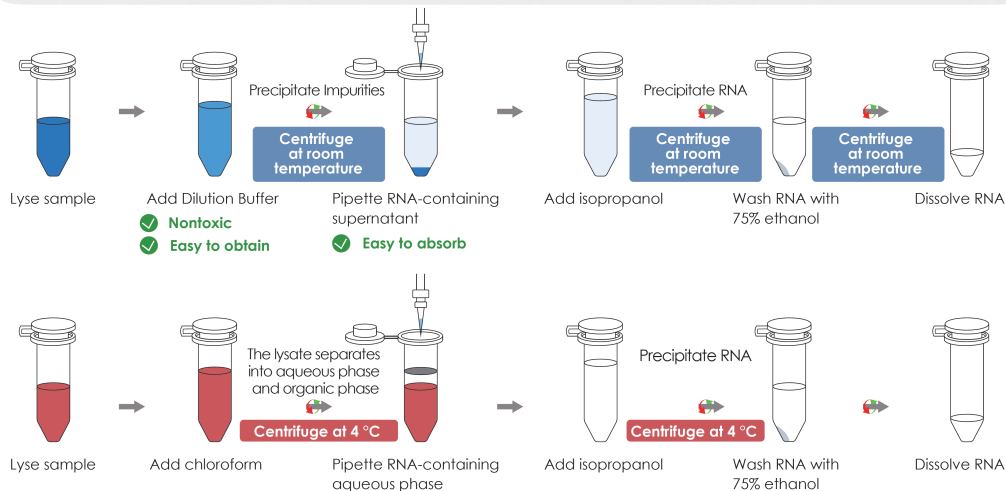 Precipitate Impurities
Centrifuge
at room
temperature
Precipitate RNA
Centrifuge
at room
temperature
Centrifuge
at room
temperature
Lyse sample
Add Dilution Buffer
Nontoxic
Easy to obtain
Pipette RNA-containing
supernatant
Easy to absorb
Add isopropanol
Wash RNA with
75% ethanol
Dissolve RNA
The lysate separates
into aqueous phase
and organic phase
Centrifuge at 4 °C
Precipitate RNA
Centrifuge at 4 °C
Lyse sample
Add chloroform
Pipette RNA-containing
aqueous phase
Add isopropanol
Wash RNA with
75% ethanol
Dissolve RNA